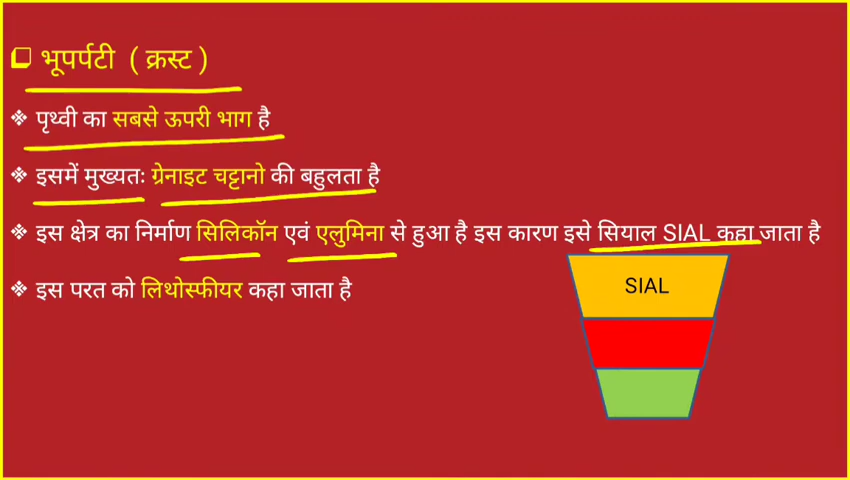 भूपर्पटी ( क्रस्ट )
पृथ्वी का सबसे ऊपरी भाग है
इसमें मुख्यतः ग्रेनाइट चट्टानो की बहुलता है
इस क्षेत्र का निर्माण सिलिकॉन एवं एलुमिना से हुआ है इस कारण इसे सियाल SIAL कहा जाता है
इस परत को लिथोस्फीयर कहा जाता है
SIAL